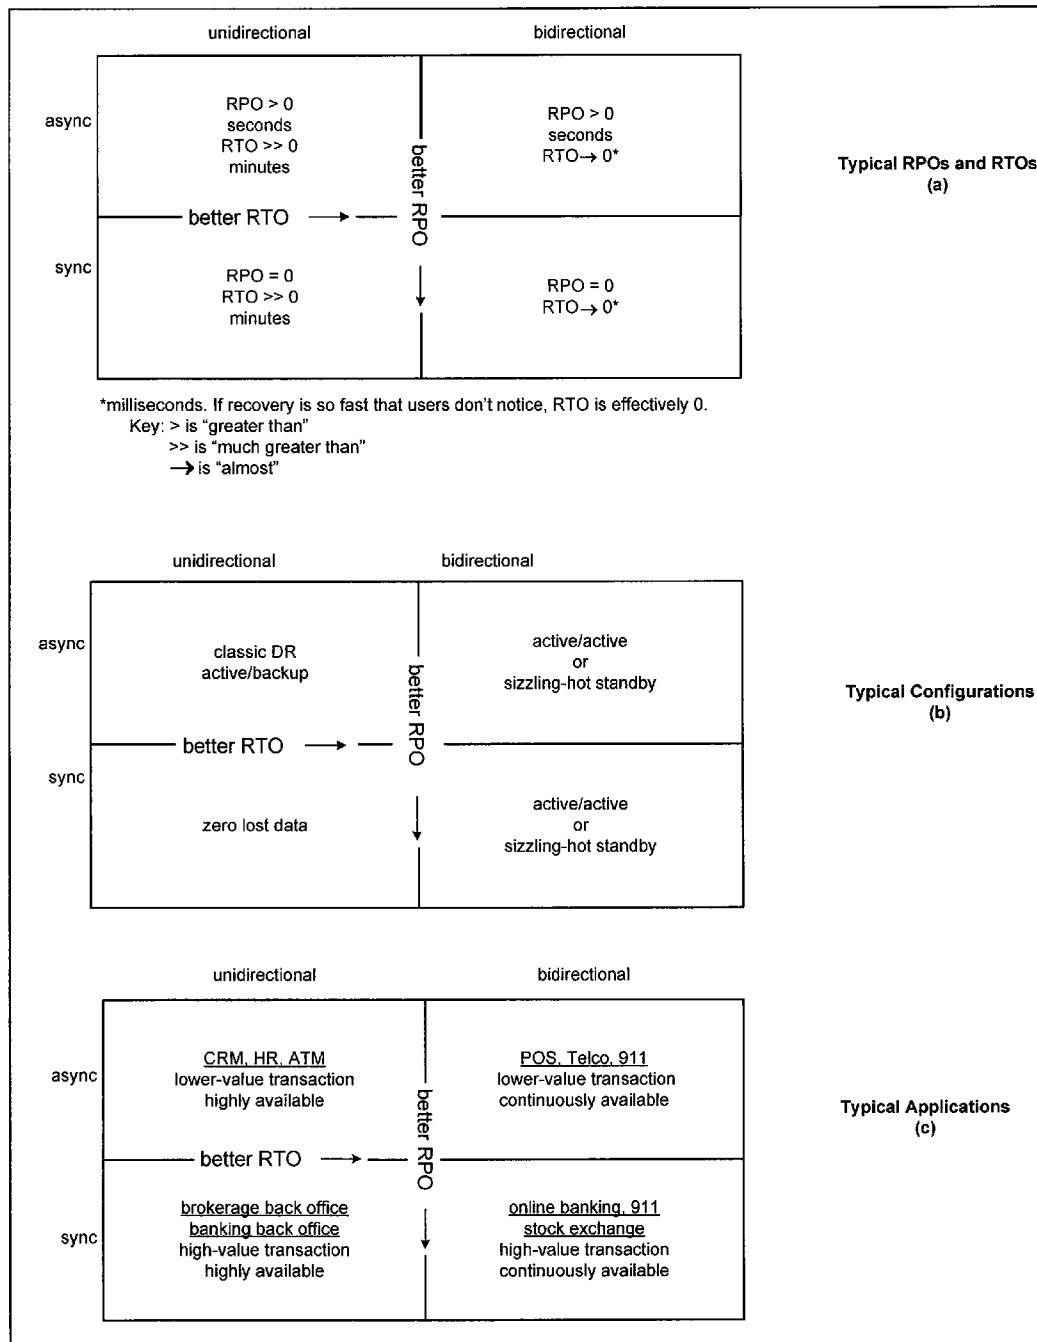 unidirectional
bidirectional
async
RPO > 0
seconds
RTO >> 0
minutes
RPO > 0
seconds
RTO→ 0*
better RPO
better RTO
sync
RPO = 0
RTO >> 0
minutes
RPO = 0
RTO→ 0*
Typical RPOs and RTOs
(a)
*milliseconds. If recovery is so fast that users don't notice, RTO is effectively 0.
Key: > is "greater than"
>> is "much greater than"
→ is "almost"
unidirectional
bidirectional
async
classic DR
active/backup
active/active
or
sizzling-hot standby
better RPO
better RTO
sync
zero lost data
active/active
or
sizzling-hot standby
Typical Configurations
(b)
unidirectional
bidirectional
async
CRM, HR, ATM
lower-value transaction
highly available
POS, Telco, 911
lower-value transaction
continuously available
better RPO
better RTO
sync
brokerage back office
banking back office
high-value transaction
highly available
online banking, 911
stock exchange
high-value transaction
continuously available
Typical Applications
(c)